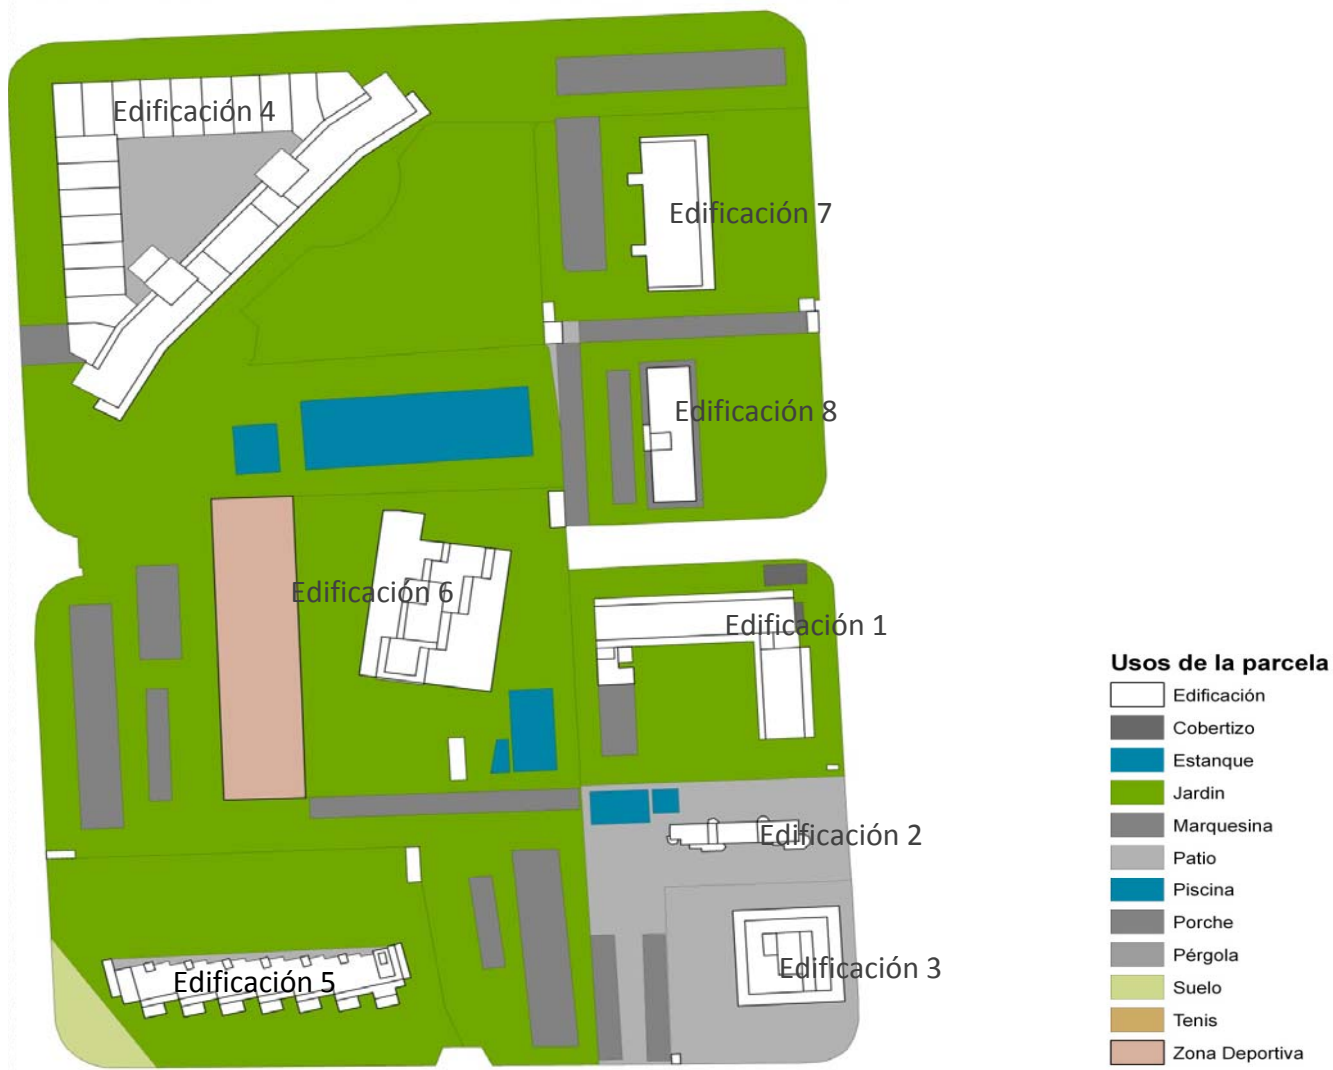 Edificación 4
Edificación 7
Edificación 8
Edificación 6
Edificación 1
Edificación 2
Edificación 3
Edificación 5
Usos de la parcela
Edificación
Cobertizo
Estanque
Jardin
Marquesina
Patio
Piscina
Porche
Pérgola
Suelo
Tenis
Zona Deportiva